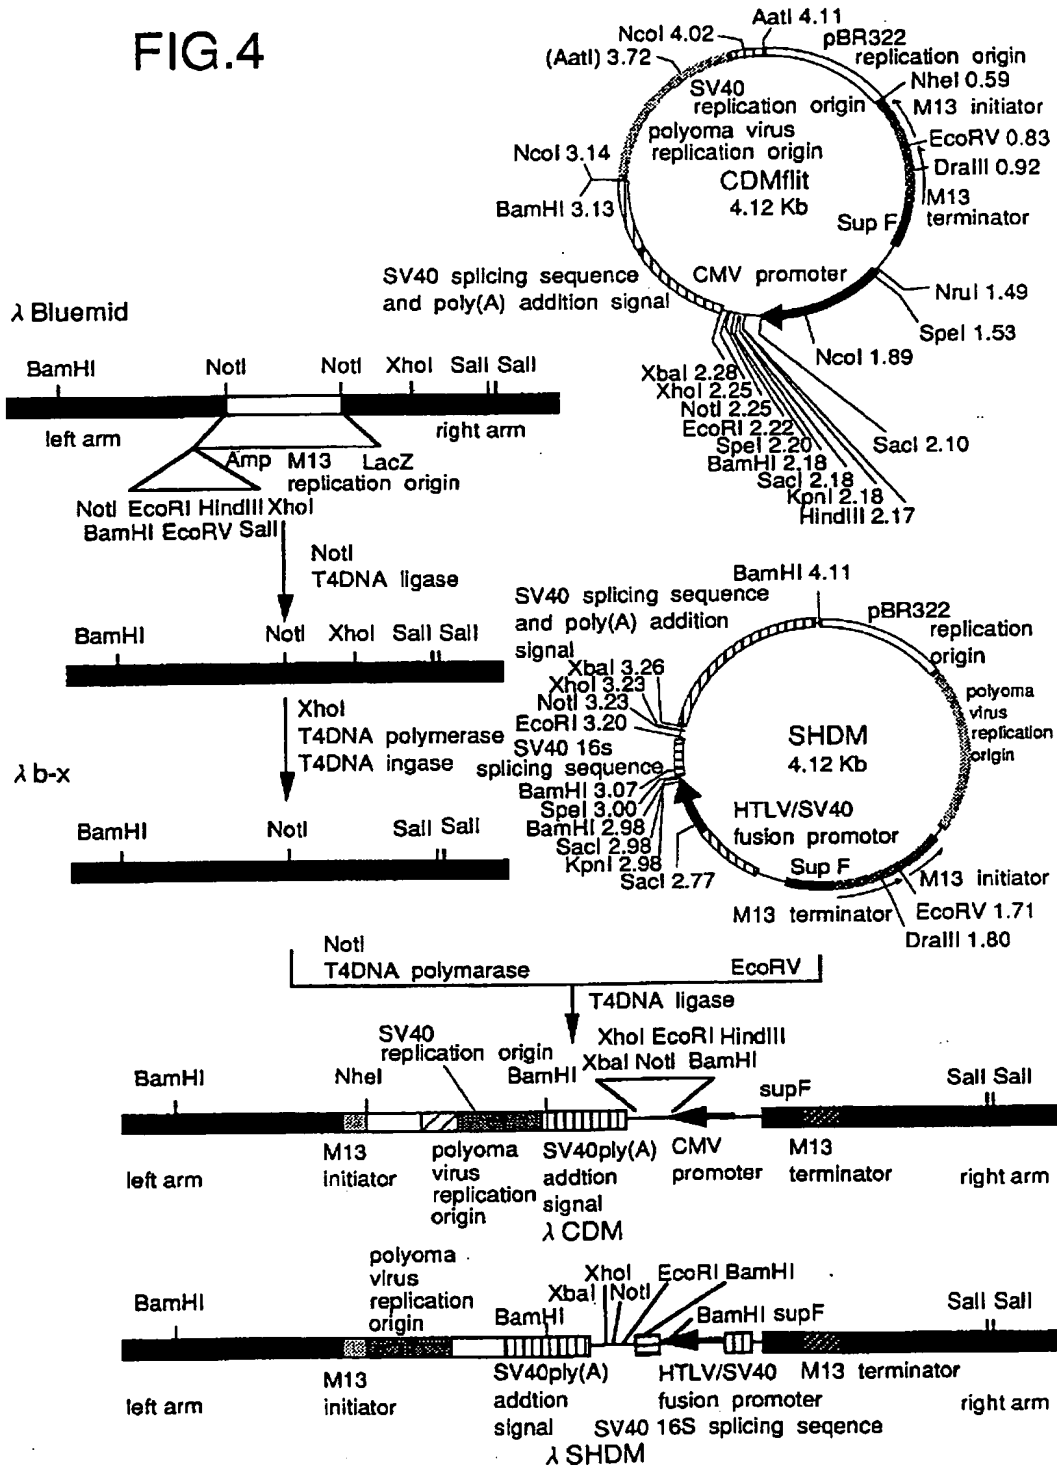 FIG.4
AatI 4.11
NcoI 4.02
pBR322
replication origin
(AatI) 3.72
NheI 0.59
SV40
replication origin
M13 initiator
polyoma virus
replication origin
EcoRV 0.83
NcoI 3.14
DraIII 0.92
CDMflit
4.12 Kb
M13
terminator
BamHI 3.13
Sup F
SV40 splicing sequence
and poly(A) addition signal
CMV promoter
NruI 1.49
SpeI 1.53
NcoI 1.89
XbaI 2.28
XhoI 2.25
NotI 2.25
EcoRI 2.22
SpeI 2.20
BamHI 2.18
SacI 2.18
KpnI 2.18
HindIII 2.17
SacI 2.10
λ Bluemid
BamHI NotI NotI XhoI SalI SalI
left arm
right arm
Amp M13 LacZ
replication origin
NotI EcoRI HindIII XhoI
BamHI EcoRV SalI
NotI
T4DNA ligase
BamHI NotI XhoI SalI SalI
XhoI
T4DNA polymerase
T4DNA ingase
λ b-x
BamHI NotI SalI SalI
BamHI 4.11
SV40 splicing sequence
and poly(A) addition
signal
pBR322
replication
origin
XbaI 3.26
XhoI 3.23
NotI 3.23
EcoRI 3.20
SV40 16s
splicing sequence
BamHI 3.07
SpeI 3.00
BamHI 2.98
SacI 2.98
KpnI 2.98
SacI 2.77
polyoma
virus
replication
origin
SHDM
4.12 Kb
HTLV/SV40
fusion promotor
Sup F
M13 initiator
M13 terminator
EcoRV 1.71
DraIII 1.80
NotI
T4DNA polymarase
EcoRV
T4DNA ligase
SV40
replication origin
XhoI EcoRI HindIII
XbaI NotI BamHI
BamHI NheI BamHI supF SalI SalI
left arm
M13
initiator
polyoma
virus
replication
origin
SV40ply(A)
addtion
signal
CMV
promoter
M13
terminator
right arm
λ CDM
polyoma
virus
replication
origin
XhoI EcoRI BamHI
XbaI NotI
BamHI BamHI BamHI supF SalI SalI
left arm
M13
initiator
SV40ply(A)
addtion
signal
HTLV/SV40
fusion promoter
M13 terminator
right arm
SV40 16S splicing seqence
λ SHDM